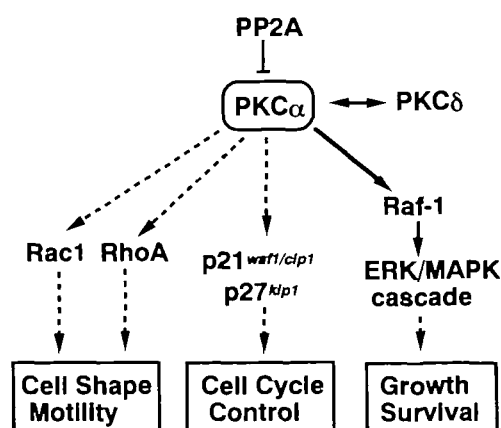 PP2A
PKCα
PKCδ
Raf-1
Rac1 RhoA
p21waf1/cip1
p27kip1
ERK/MAPK
cascade
Cell Shape
Motility
Cell Cycle
Control
Growth
Survival